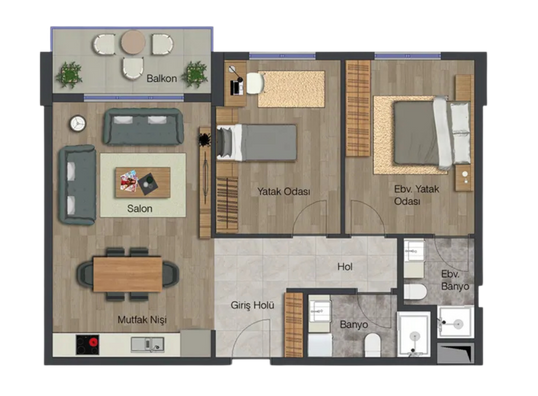 Balkon
Yatak Odası
Ebv. Yatak
Odası
Salon
Hol
Ebv.
Banyo
Giriş Holü
Mutfak Nişi
Banyo